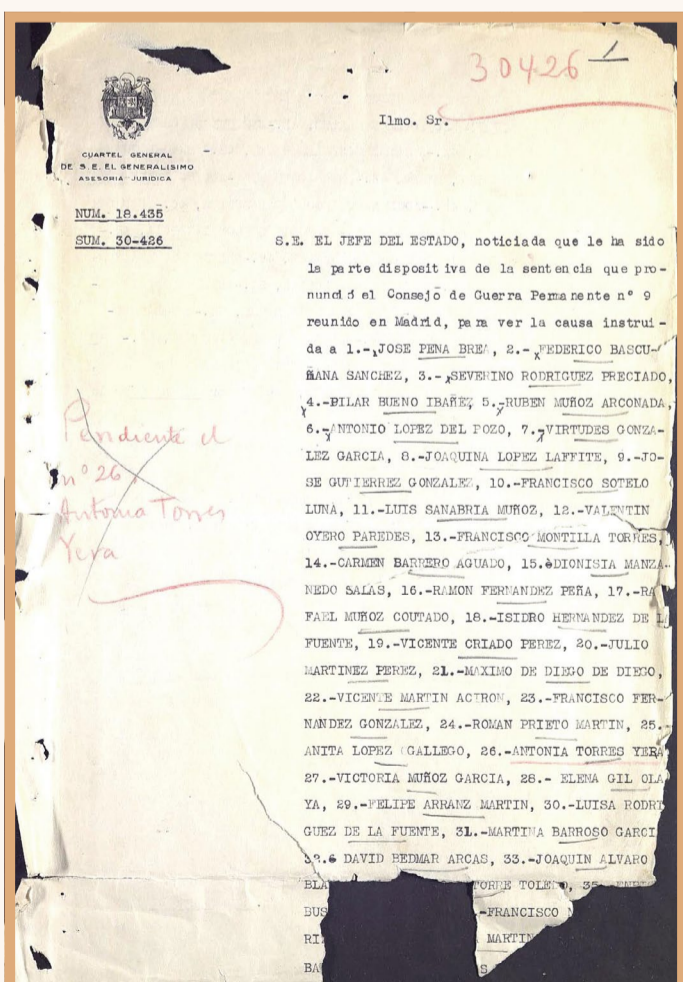 30426 1
Ilmo. Sr.
CUARTEL GENERAL
DE S.E. EL GENERALISIMO
ASESORIA JURIDICA
NUM. 18.435
SUM. 30-426
S.E. EL JEFE DEL ESTADO, noticiada que le ha sido
la parte dispositiva de la sentencia que pro-
nunció el Consejo de Guerra Permanente nº 9
reunido en Madrid, para ver la causa instrui-
da a 1.- JOSE PENA BREA, 2.- FEDERICO BASCU-
ÑANA SANCHEZ, 3.- SEVERINO RODRIGUEZ PRECIADO,
4.-PILAR BUENO IBAÑEZ, 5.-RUBEN MUÑOZ ARCONADA,
6.-ANTONIO LOPEZ DEL POZO, 7.-VIRTUDES GONZA-
LEZ GARCIA, 8.-JOAQUINA LOPEZ LAFFITE, 9.-JO-
SE GUTIERREZ GONZALEZ, 10.-FRANCISCO SOTELO
LUNA, 11.-LUIS SANABRIA MUÑOZ, 12.-VALENTIN
OYERO PAREDES, 13.-FRANCISCO MONTILLA TORRES,
14.-CARMEN BARRERO AGUADO, 15.-DIONISIA MANZA-
NEDO SALAS, 16.-RAMON FERNANDEZ PEÑA, 17.-RA
FAEL MUÑOZ COUTADO, 18.-ISIDRO HERNANDEZ DE L
FUENTE, 19.-VICENTE CRIADO PEREZ, 20.-JULIO
MARTINEZ PEREZ, 21.-MAXIMO DE DIEGO DE DIEGO,
22.-VICENTE MARTIN ACIRON, 23.-FRANCISCO FER-
NANDEZ GONZALEZ, 24.-ROMAN PRIETO MARTIN, 25.-
ANITA LOPEZ GALLEGO, 26.-ANTONIA TORRES YERA
27.-VICTORIA MUÑOZ GARCIA, 28.- ELENA GIL OLA
YA, 29.-FELIPE ARRANZ MARTIN, 30.-LUISA RODRI
GUEZ DE LA FUENTE, 31.-MARTINA BARROSO GARCI
32. DAVID BEDMAR ARCAS, 33.-JOAQUIN ALVARO
BLA TORRE TOLEDO, 35
BUS -FRANCISCO
RI MARTIN
BA S
Pendiente el
nº 26
Antonia Torres
Yera